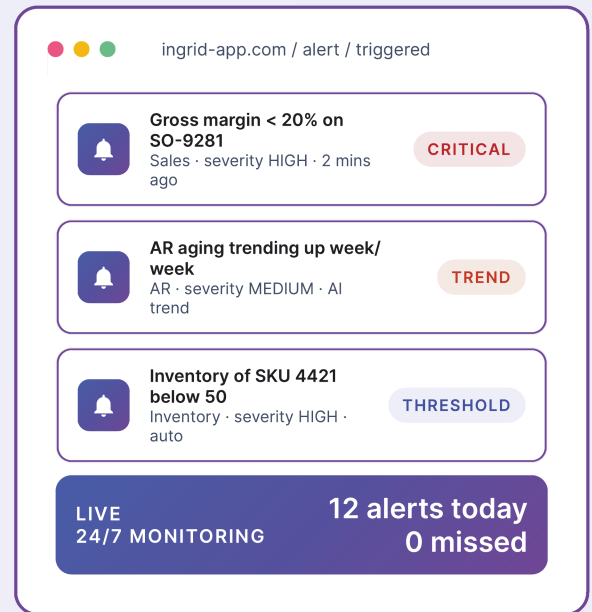 ingrid-app.com / alert / triggered
Gross margin < 20% on
SO-9281
Sales · severity HIGH · 2 mins
ago
CRITICAL
AR aging trending up week/
week
AR · severity MEDIUM · AI
trend
TREND
Inventory of SKU 4421
below 50
Inventory · severity HIGH ·
auto
THRESHOLD
LIVE
24/7 MONITORING
12 alerts today
0 missed